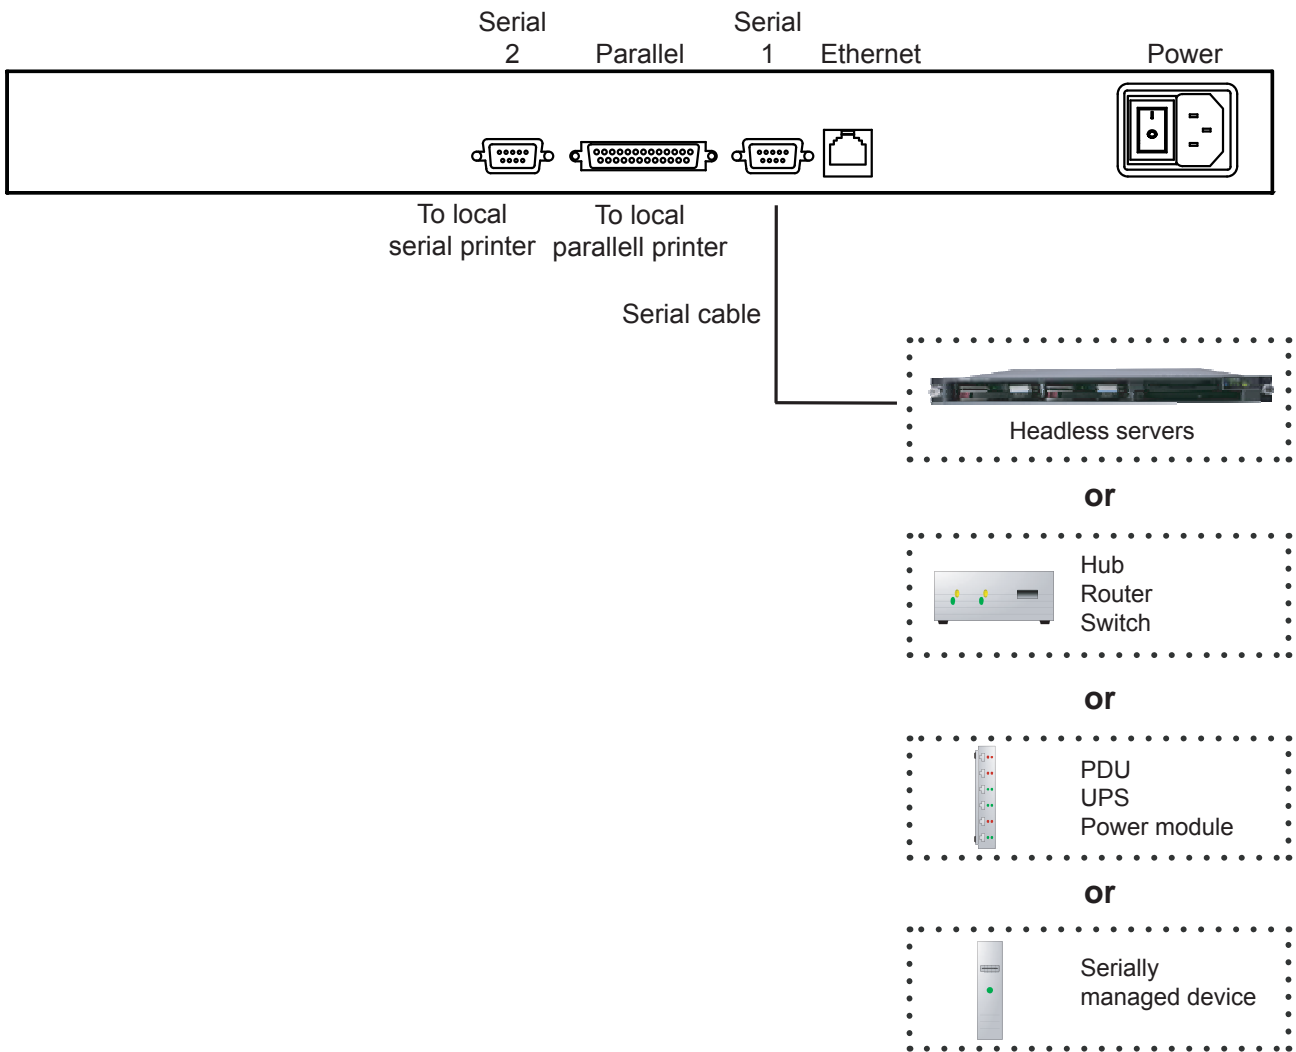 Serial
2
Parallel
Serial
1
Ethernet
Power
To local
serial printer
To local
parallell printer
Serial cable
Headless servers
or
Hub
Router
Switch
or
PDU
UPS
Power module
or
Serially
managed device